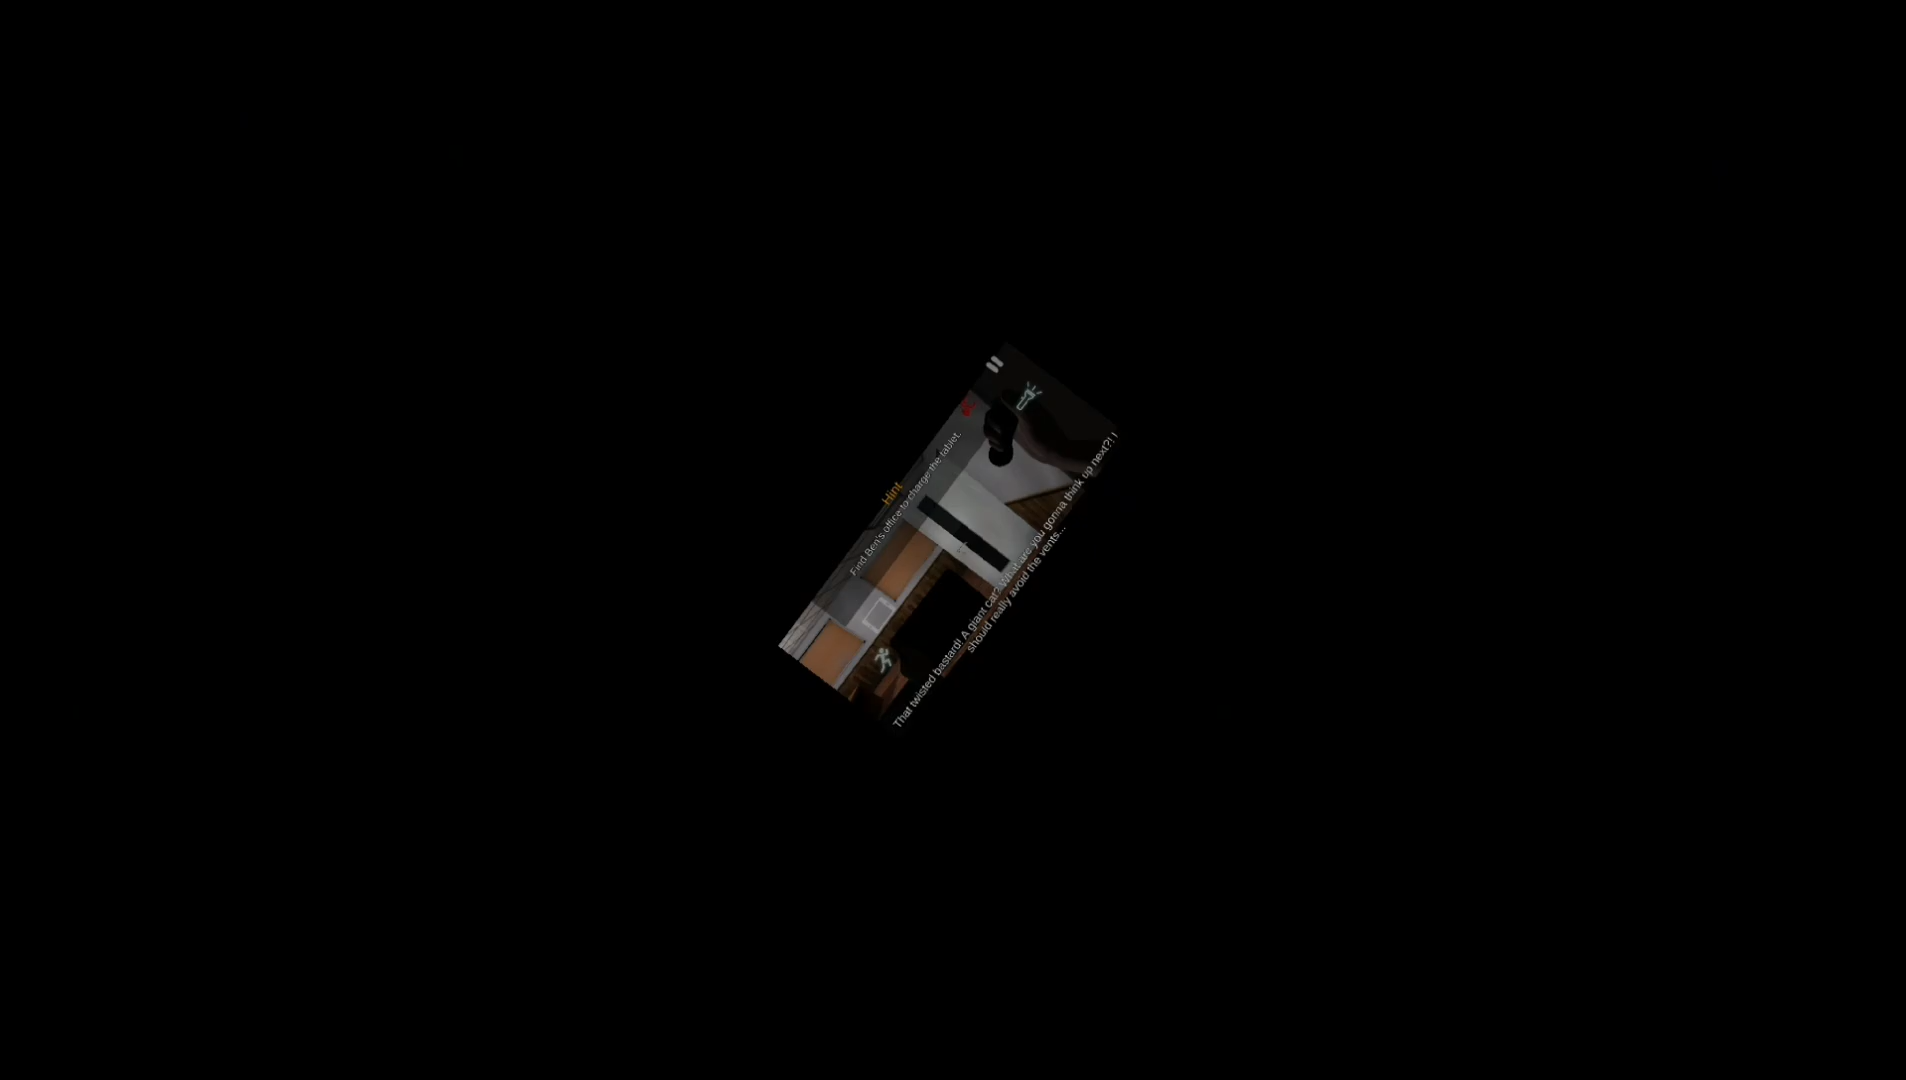 Hint
Find Ben's office to charge the tablet.
That twisted bastard! A giant cat? What are you gonna think up next?! I
should really avoid the vents...